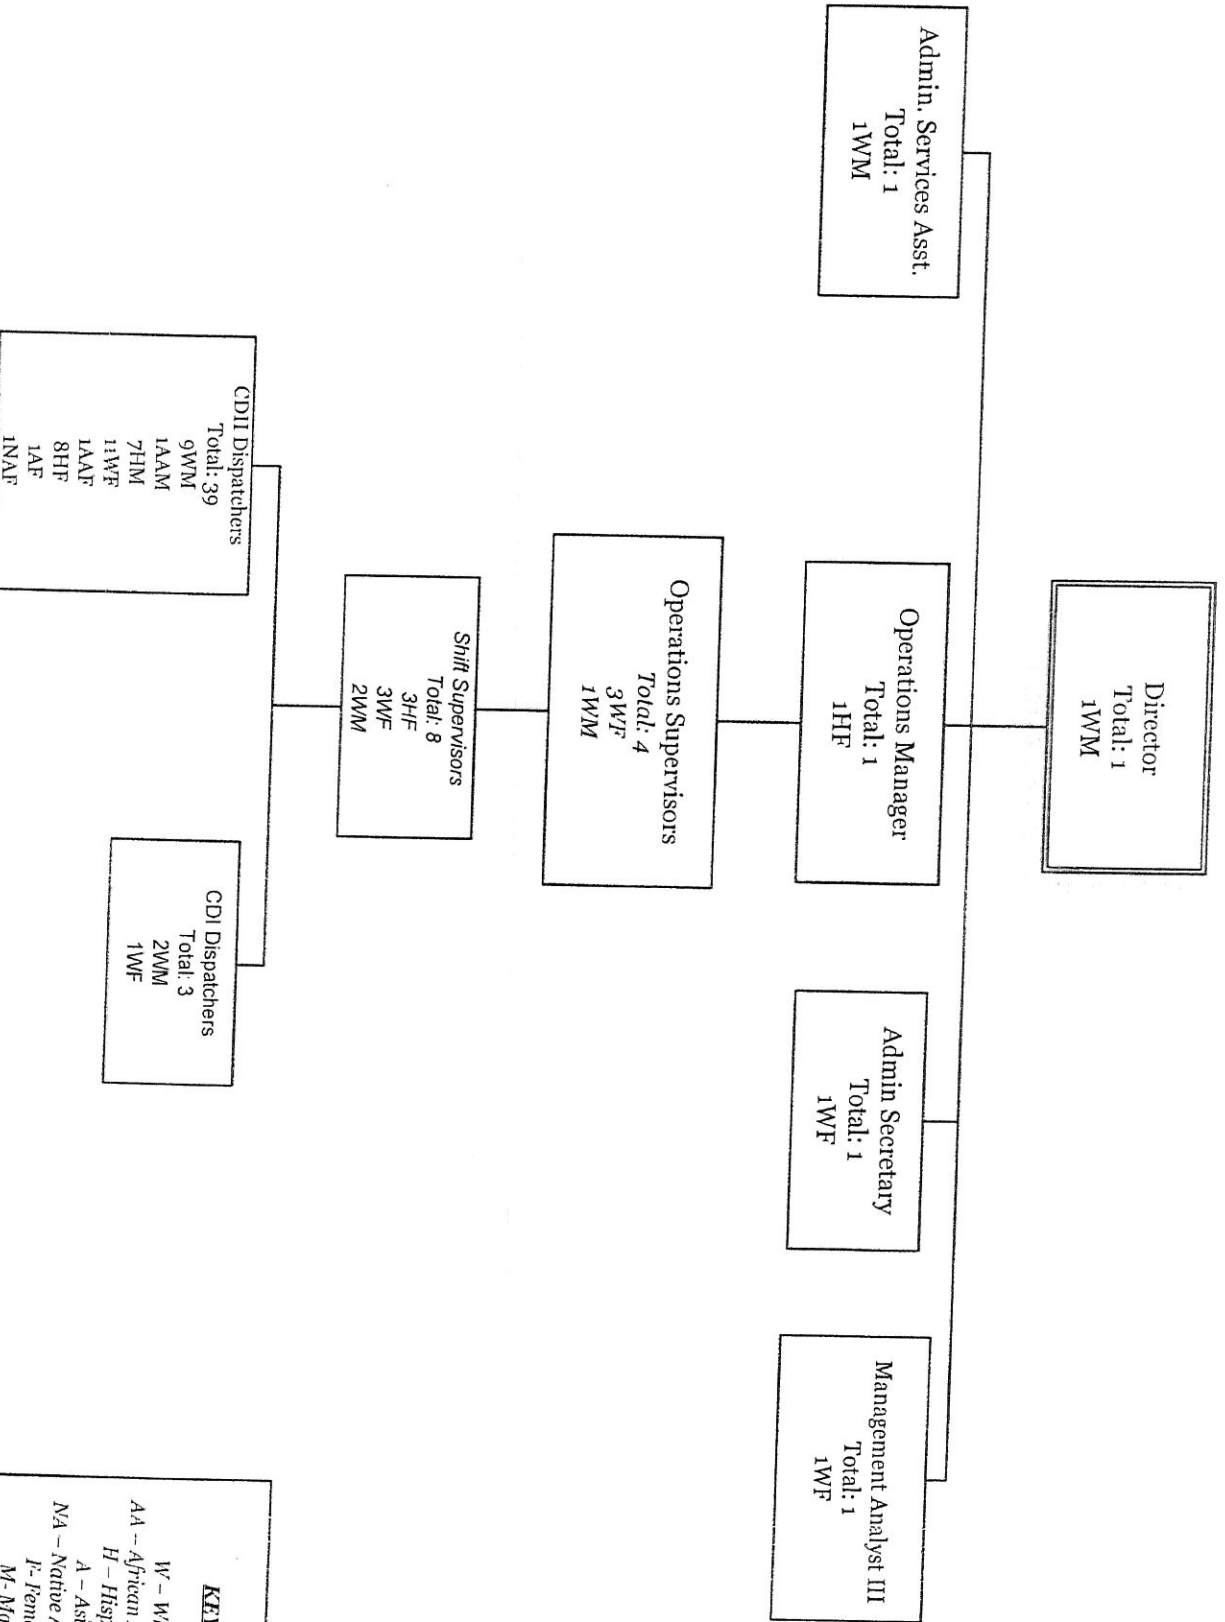 Director
Total: 1
1WM
Admin. Services Asst.
Total: 1
1WM
Operations Manager
Total: 1
1HF
Admin Secretary
Total: 1
1WF
Management Analyst III
Total: 1
1WF
Operations Supervisors
Total: 4
3WF
1WM
Shift Supervisors
Total: 8
3HF
3WF
2WM
CDII Dispatchers
Total: 39
9WM
1AAM
7HM
11WF
1AAF
8HF
1AF
1NAF
CDI Dispatchers
Total: 3
2WM
1WF
KEY
W –
AA – African
H –
A –
NA – Native
F-
M-